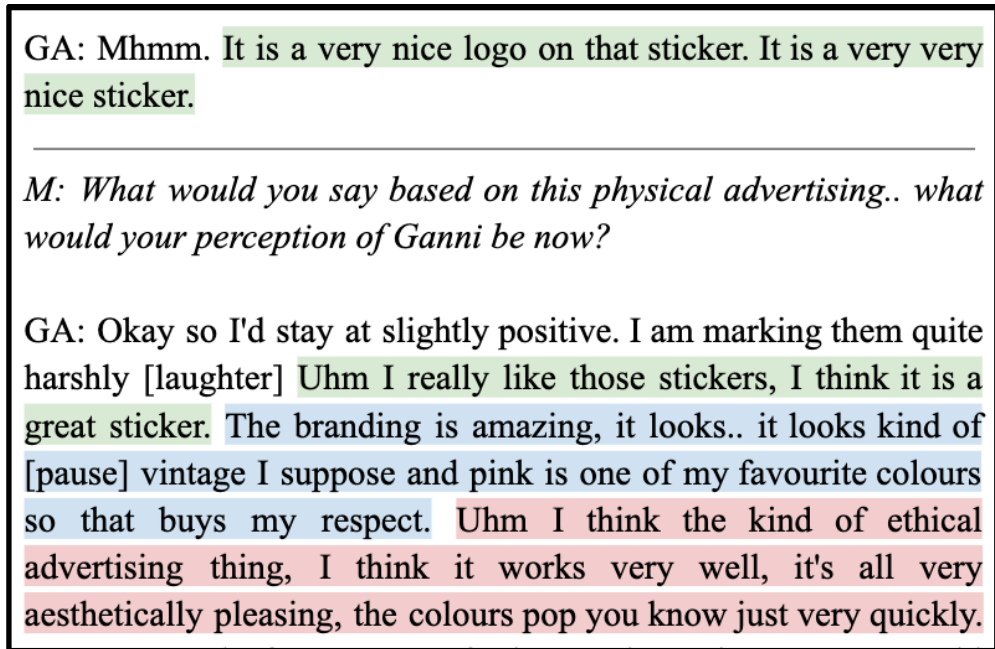 GA: Mhmm. It is a very nice logo on that sticker. It is a very very
nice sticker.
M: What would you say based on this physical advertising.. what
would your perception of Ganni be now?
GA: Okay so I'd stay at slightly positive. I am marking them quite
harshly [laughter] Uhm I really like those stickers, I think it is a
great sticker. The branding is amazing, it looks.. it looks kind of
[pause] vintage I suppose and pink is one of my favourite colours
so that buys my respect. Uhm I think the kind of ethical
advertising thing, I think it works very well, it's all very
aesthetically pleasing, the colours pop you know just very quickly.